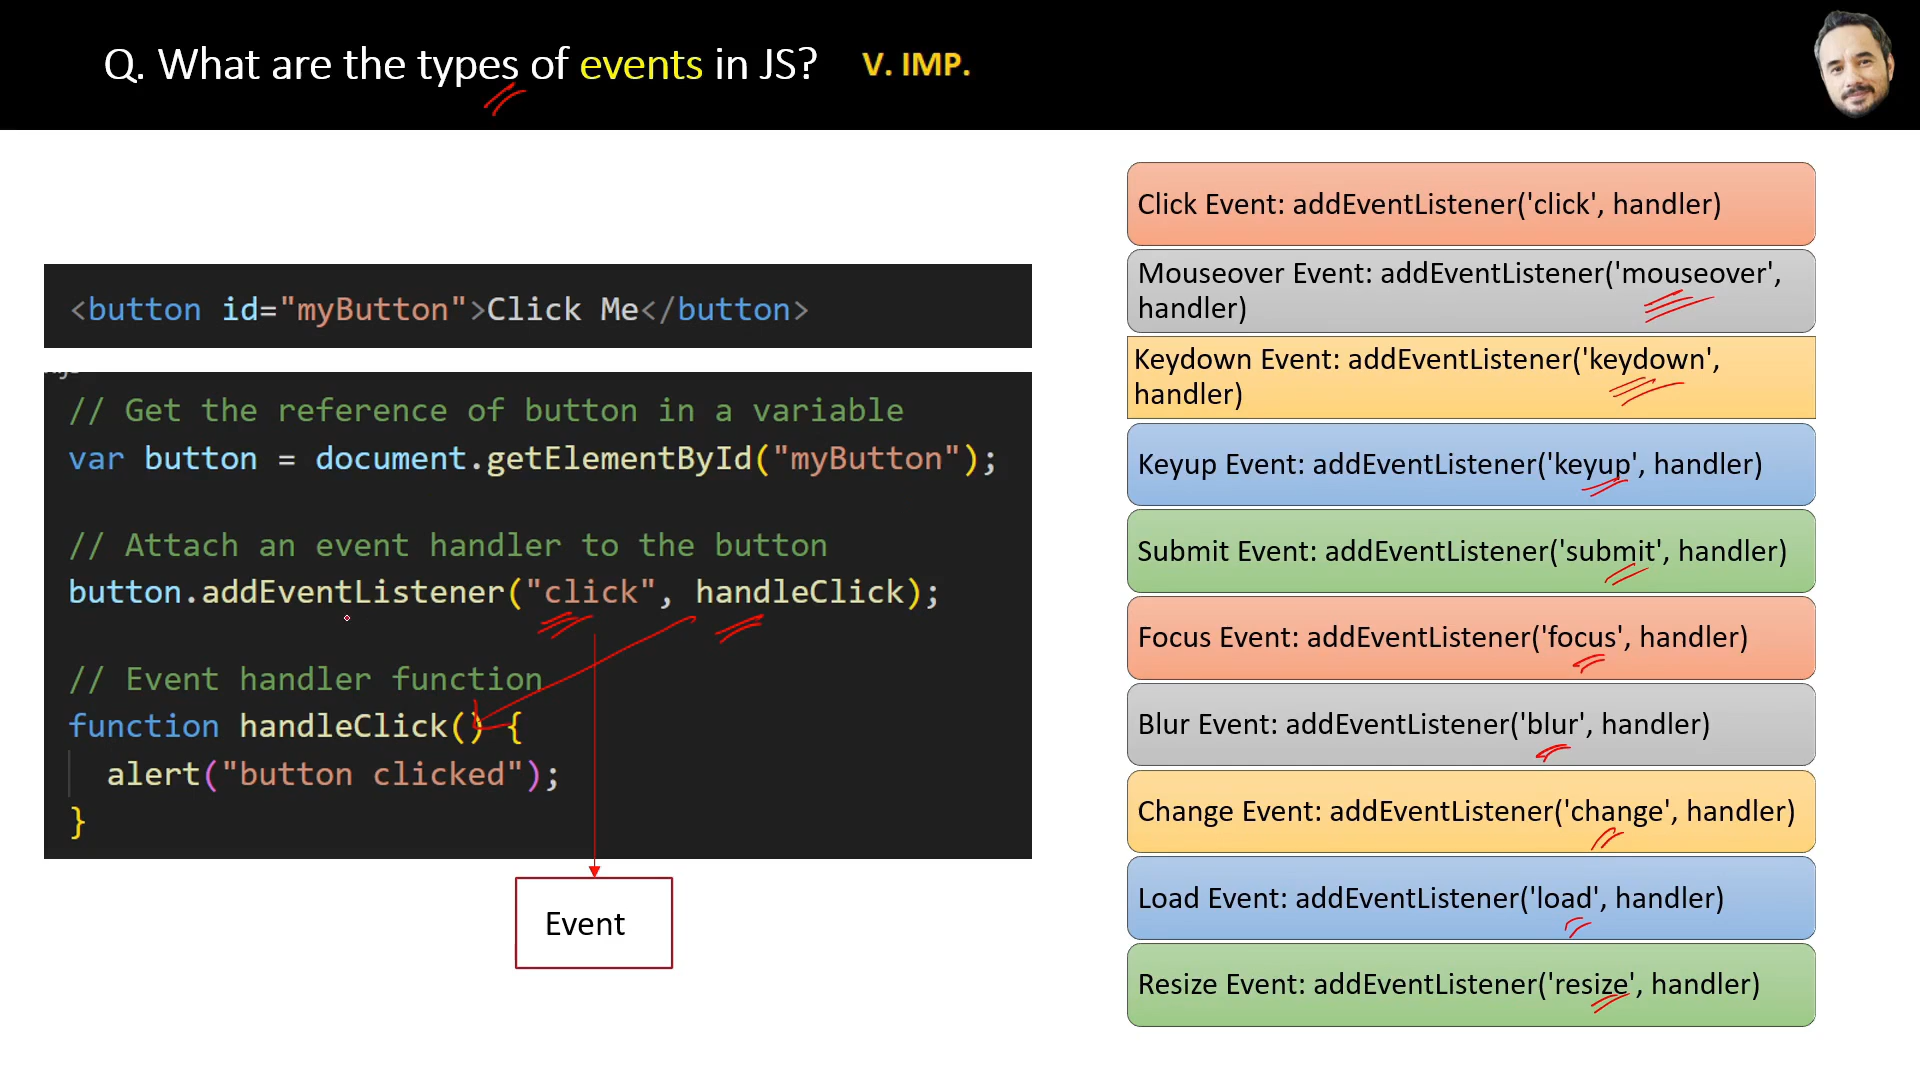 Q. What are the types of events in JS? V. IMP.
<button id="myButton">Click Me</button>
// Get the reference of button in a variable
var button = document.getElementById("myButton");
// Attach an event handler to the button
button.addEventListener("click", handleClick);
// Event handler function
function handleClick() {
alert("button clicked");
}
Event
Click Event: addEventListener('click', handler)
Mouseover Event: addEventListener('mouseover',
handler)
Keydown Event: addEventListener('keydown',
handler)
Keyup Event: addEventListener('keyup', handler)
Submit Event: addEventListener('submit', handler)
Focus Event: addEventListener('focus', handler)
Blur Event: addEventListener('blur', handler)
Change Event: addEventListener('change', handler)
Load Event: addEventListener('load', handler)
Resize Event: addEventListener('resize', handler)